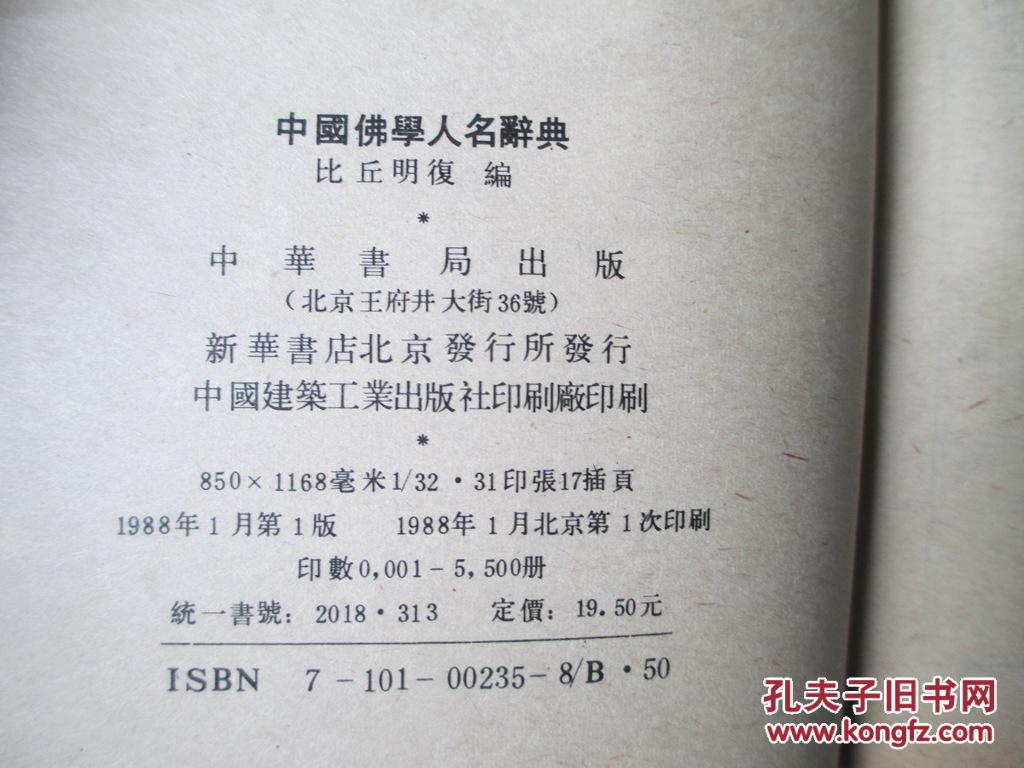 中國佛學人名辭典
比丘明復 編
*
中華書局出版
（北京王府井大街36號）
新華書店北京發行所發行
中國建築工業出版社印刷廠印刷
*
850×1168毫米1/32・31印張17插頁
1988年1月第1版 1988年1月北京第1次印刷
印數0,001－5,500册
統一書號：2018・313 定價：19.50元
ISBN 7－101－00235－8/B・50
孔夫子旧书网
www.kongfz.com